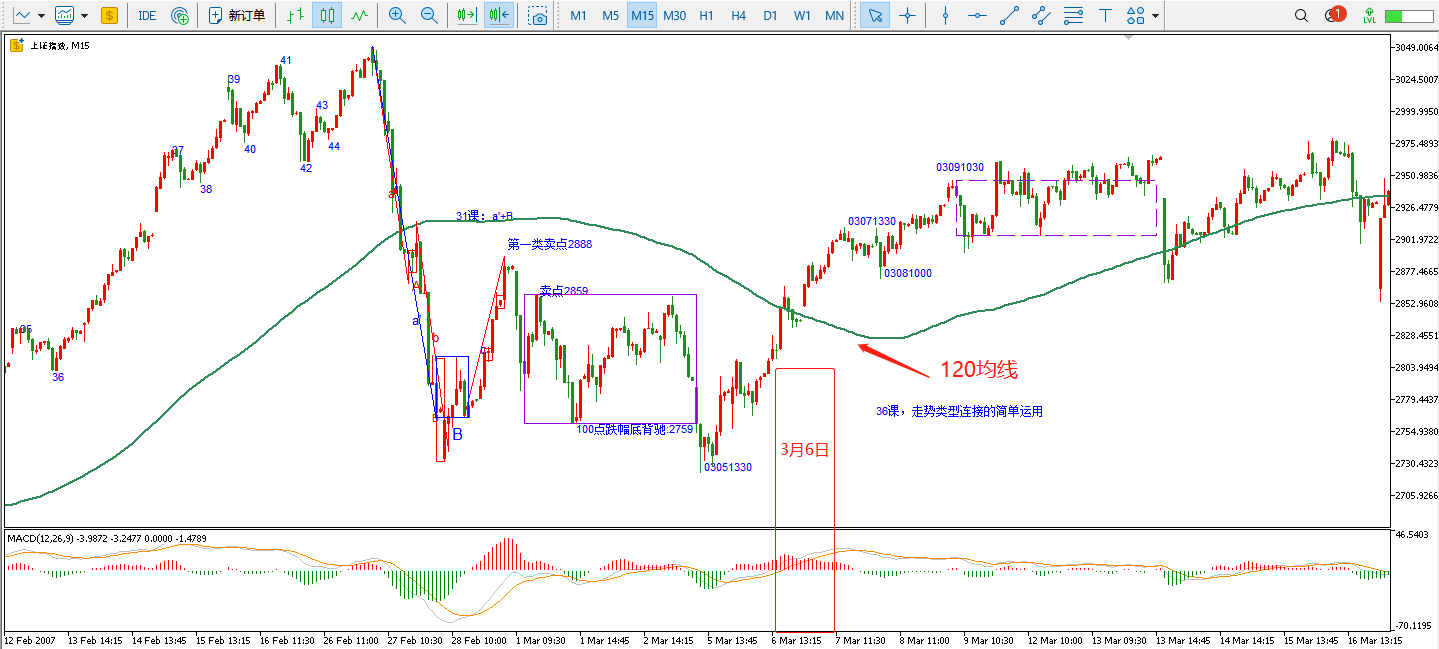 IDE 新订单 M1 M5 M15 M30 H1 H4 D1 W1 MN 1 LVL
上证指数, M15
3049.0064
3024.5007
2999.9950
2975.4893
2950.9836
2926.4779
2901.9722
2877.4665
2852.9608
2828.4551
2803.9494
2779.4437
2754.9380
2730.4323
2705.9266
41
39
43
37
40
44
42
38
a
03091030
31课：a'+B
03071330
第一类卖点2888
03081000
A
卖点2859
a'
35
b
36
120均线
36课，走势类型连接的简单运用
B
100点跌幅底背驰:2759
3月6日
03051330
MACD(12,26,9) -3.9872 -3.2477 0.0000 -1.4789
46.5403
-70.1195
12 Feb 2007 13 Feb 14:15 14 Feb 13:45 15 Feb 13:15 16 Feb 11:30 26 Feb 11:00 27 Feb 10:30 28 Feb 10:00 1 Mar 09:30 1 Mar 14:45 2 Mar 14:15 5 Mar 13:45 6 Mar 13:15 7 Mar 11:30 8 Mar 11:00 9 Mar 10:30 12 Mar 10:00 13 Mar 09:30 13 Mar 14:45 14 Mar 14:15 15 Mar 13:45 16 Mar 13:15